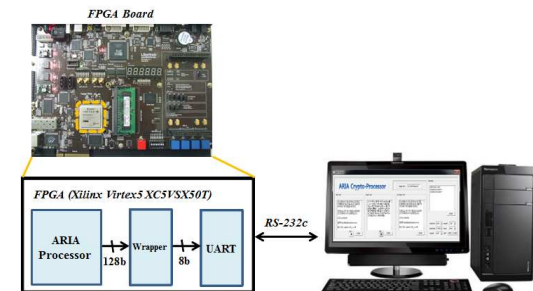 FPGA Board
FPGA (Xilinx Virtex5 XC5VSX50T)
ARIA
Processor
128b
Wrapper
8b
UART
RS-232c
ARIA Crypto-Processor